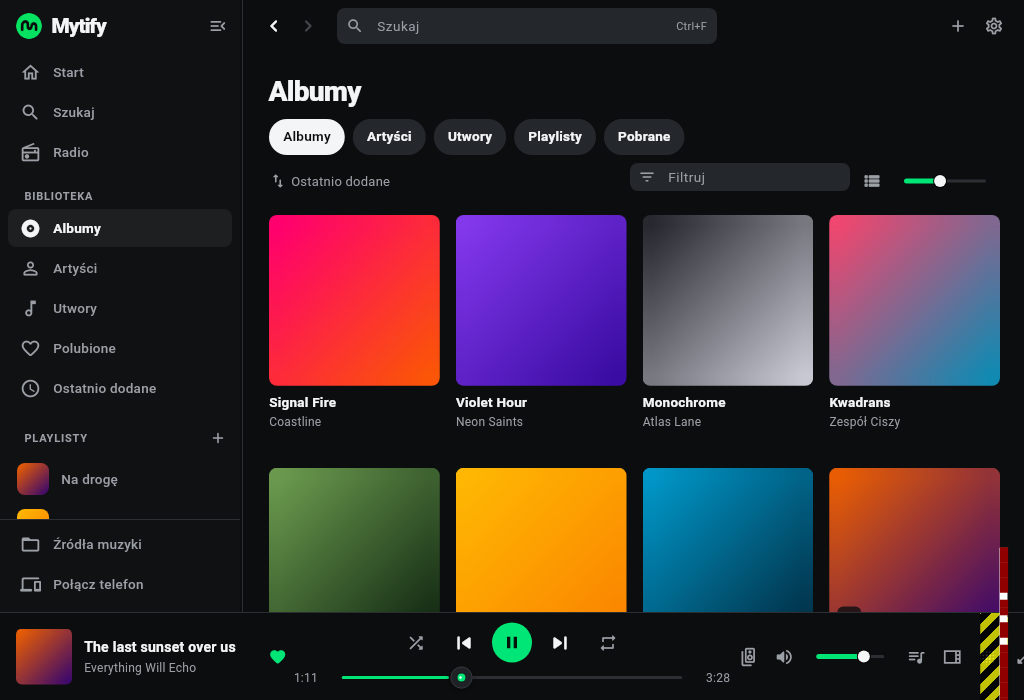 Mytify
Szukaj
Ctrl+F
Start
Szukaj
Radio
BIBLIOTEKA
Albumy
Artyści
Utwory
Polubione
Ostatnio dodane
PLAYLISTY
Na drogę
Źródła muzyki
Połącz telefon
Albumy
Albumy Artyści Utwory Playlisty Pobrane
Ostatnio dodane
Filtruj
Signal Fire
Coastline
Violet Hour
Neon Saints
Monochrome
Atlas Lane
Kwadrans
Zespół Ciszy
The last sunset over us
Everything Will Echo
1:11
3:28